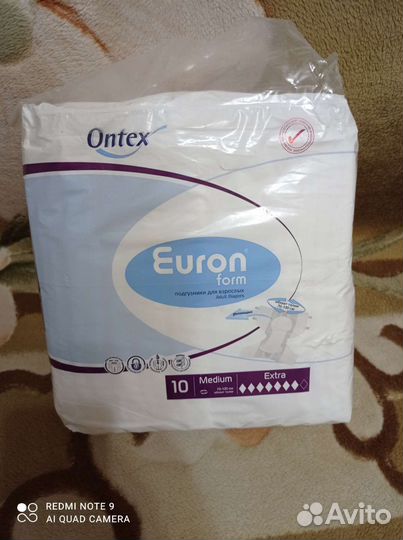 Ontex
Euron®
form
подгузники для взрослых
Adult Diapers
10
Medium
Extra
REDMI NOTE 9
AI QUAD CAMERA
Avito